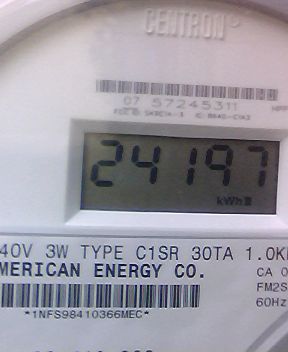 CENTRON®
07 57245311
24197
kWh
40V 3W TYPE C1SR 30TA 1.0K
MERICAN ENERGY CO.
CA 0
FM2S
60Hz
*1NFS98410366MEC*